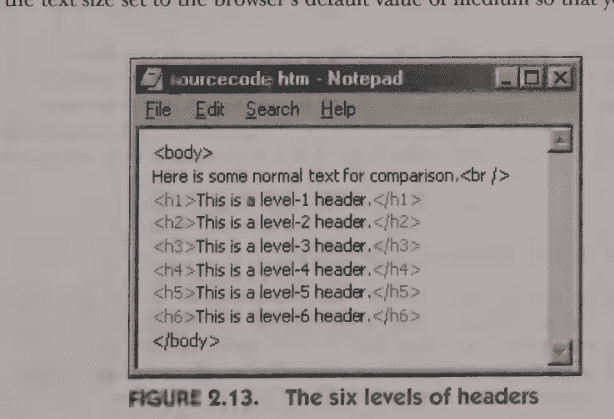 the text size set to the browser's default value of medium so that
sourcecode htm - Notepad
File Edit Search Help
<body>
Here is some normal text for comparison.<br />
<h1>This is a level-1 header.</h1>
<h2>This is a level-2 header.</h2>
<h3>This is a level-3 header.</h3>
<h4>This is a level-4 header.</h4>
<h5>This is a level-5 header.</h5>
<h6>This is a level-6 header.</h6>
</body>
FIGURE 2.13. The six levels of headers